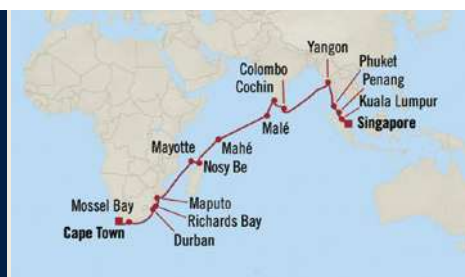 Yangon
Colombo
Phuket
Cochin
Penang
Kuala Lumpur
Singapore
Malé
Mayotte
Mahé
Nosy Be
Mossel Bay
Maputo
Richards Bay
Cape Town
Durban